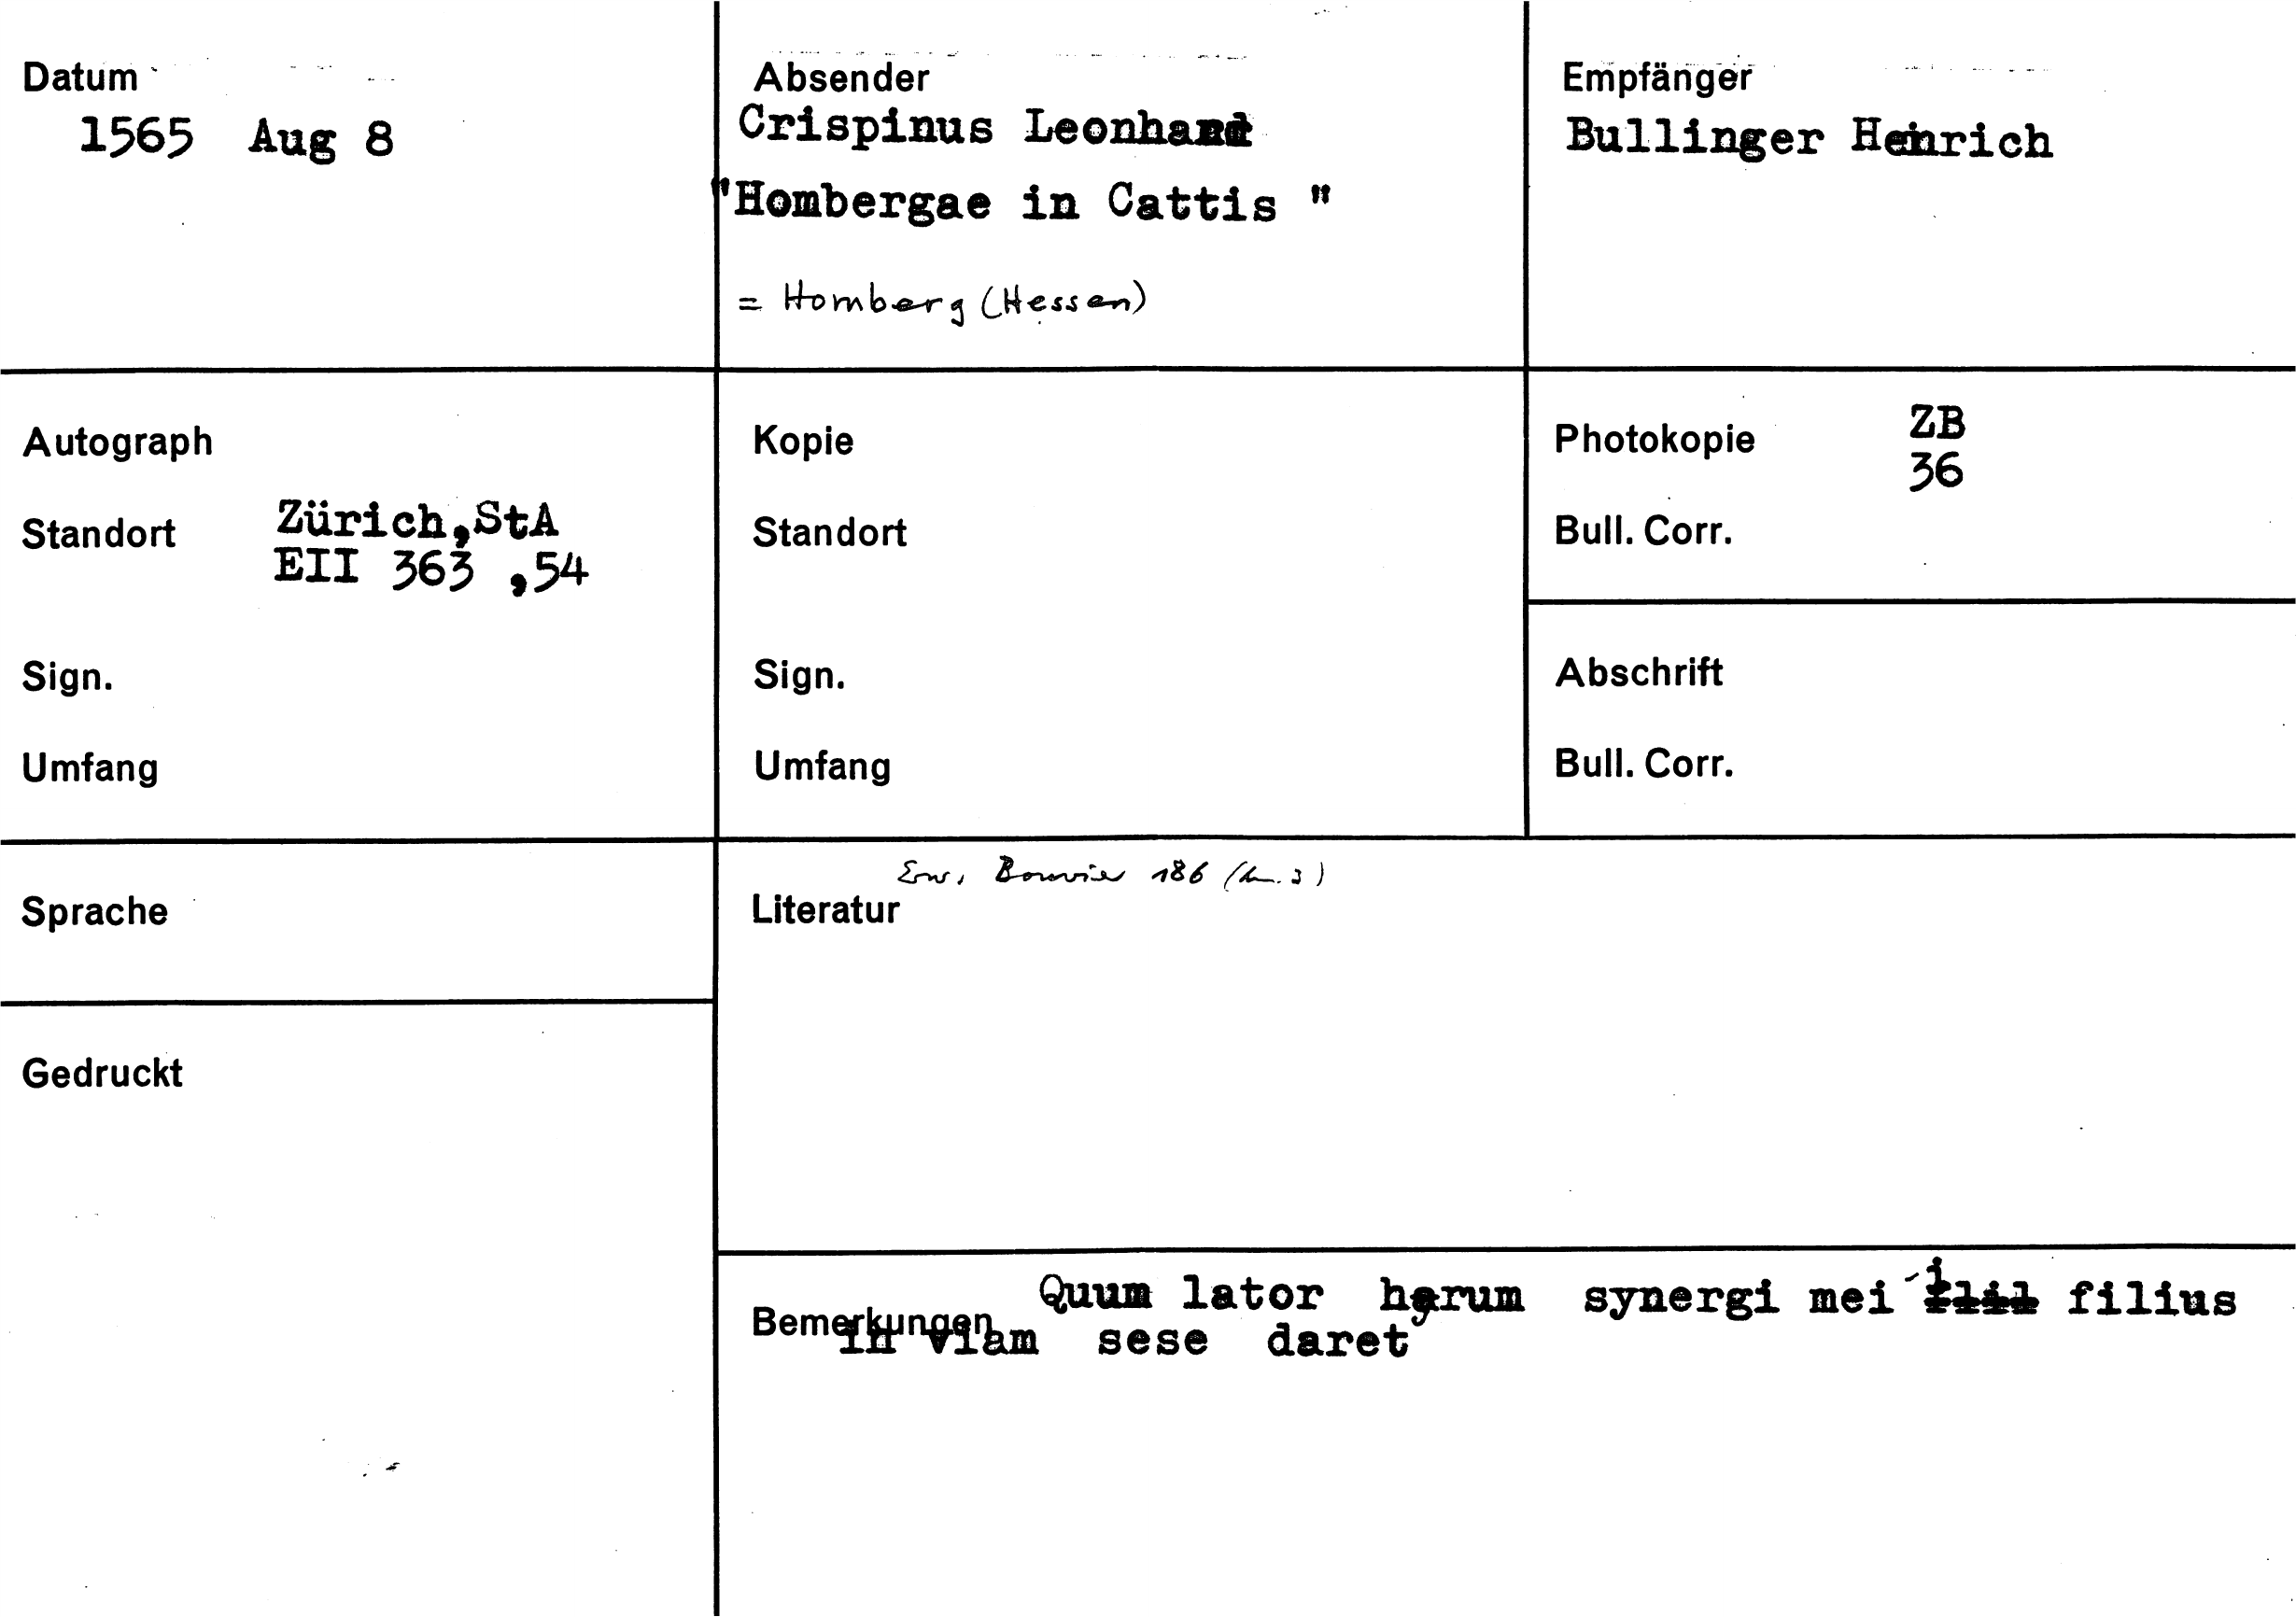 Datum
1565 Aug 8
Absender
Crispinus Leonhard
"Hombergae in Cattis "
= Homberg (Hessen)
Empfänger
Bullinger Heinrich
Autograph
Standort Zürich,StA
EII 363 ,54
Sign.
Umfang
Kopie
Standort
Sign.
Umfang
Photokopie ZB
36
Bull. Corr.
Abschrift
Bull. Corr.
Sprache
Gedruckt
Erw. Bouvier 186 (Anm. 3)
Literatur
Bemerkungen Quum lator harum synergi mei filius
in viam sese daret